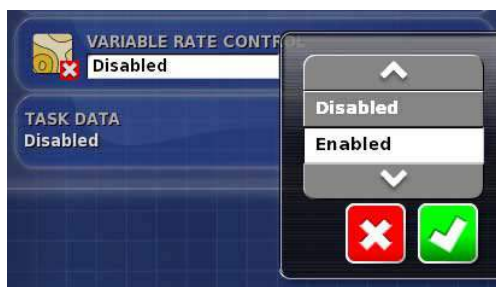 VARIABLE RATE CONTROL
Disabled
TASK DATA
Disabled
Disabled
Enabled